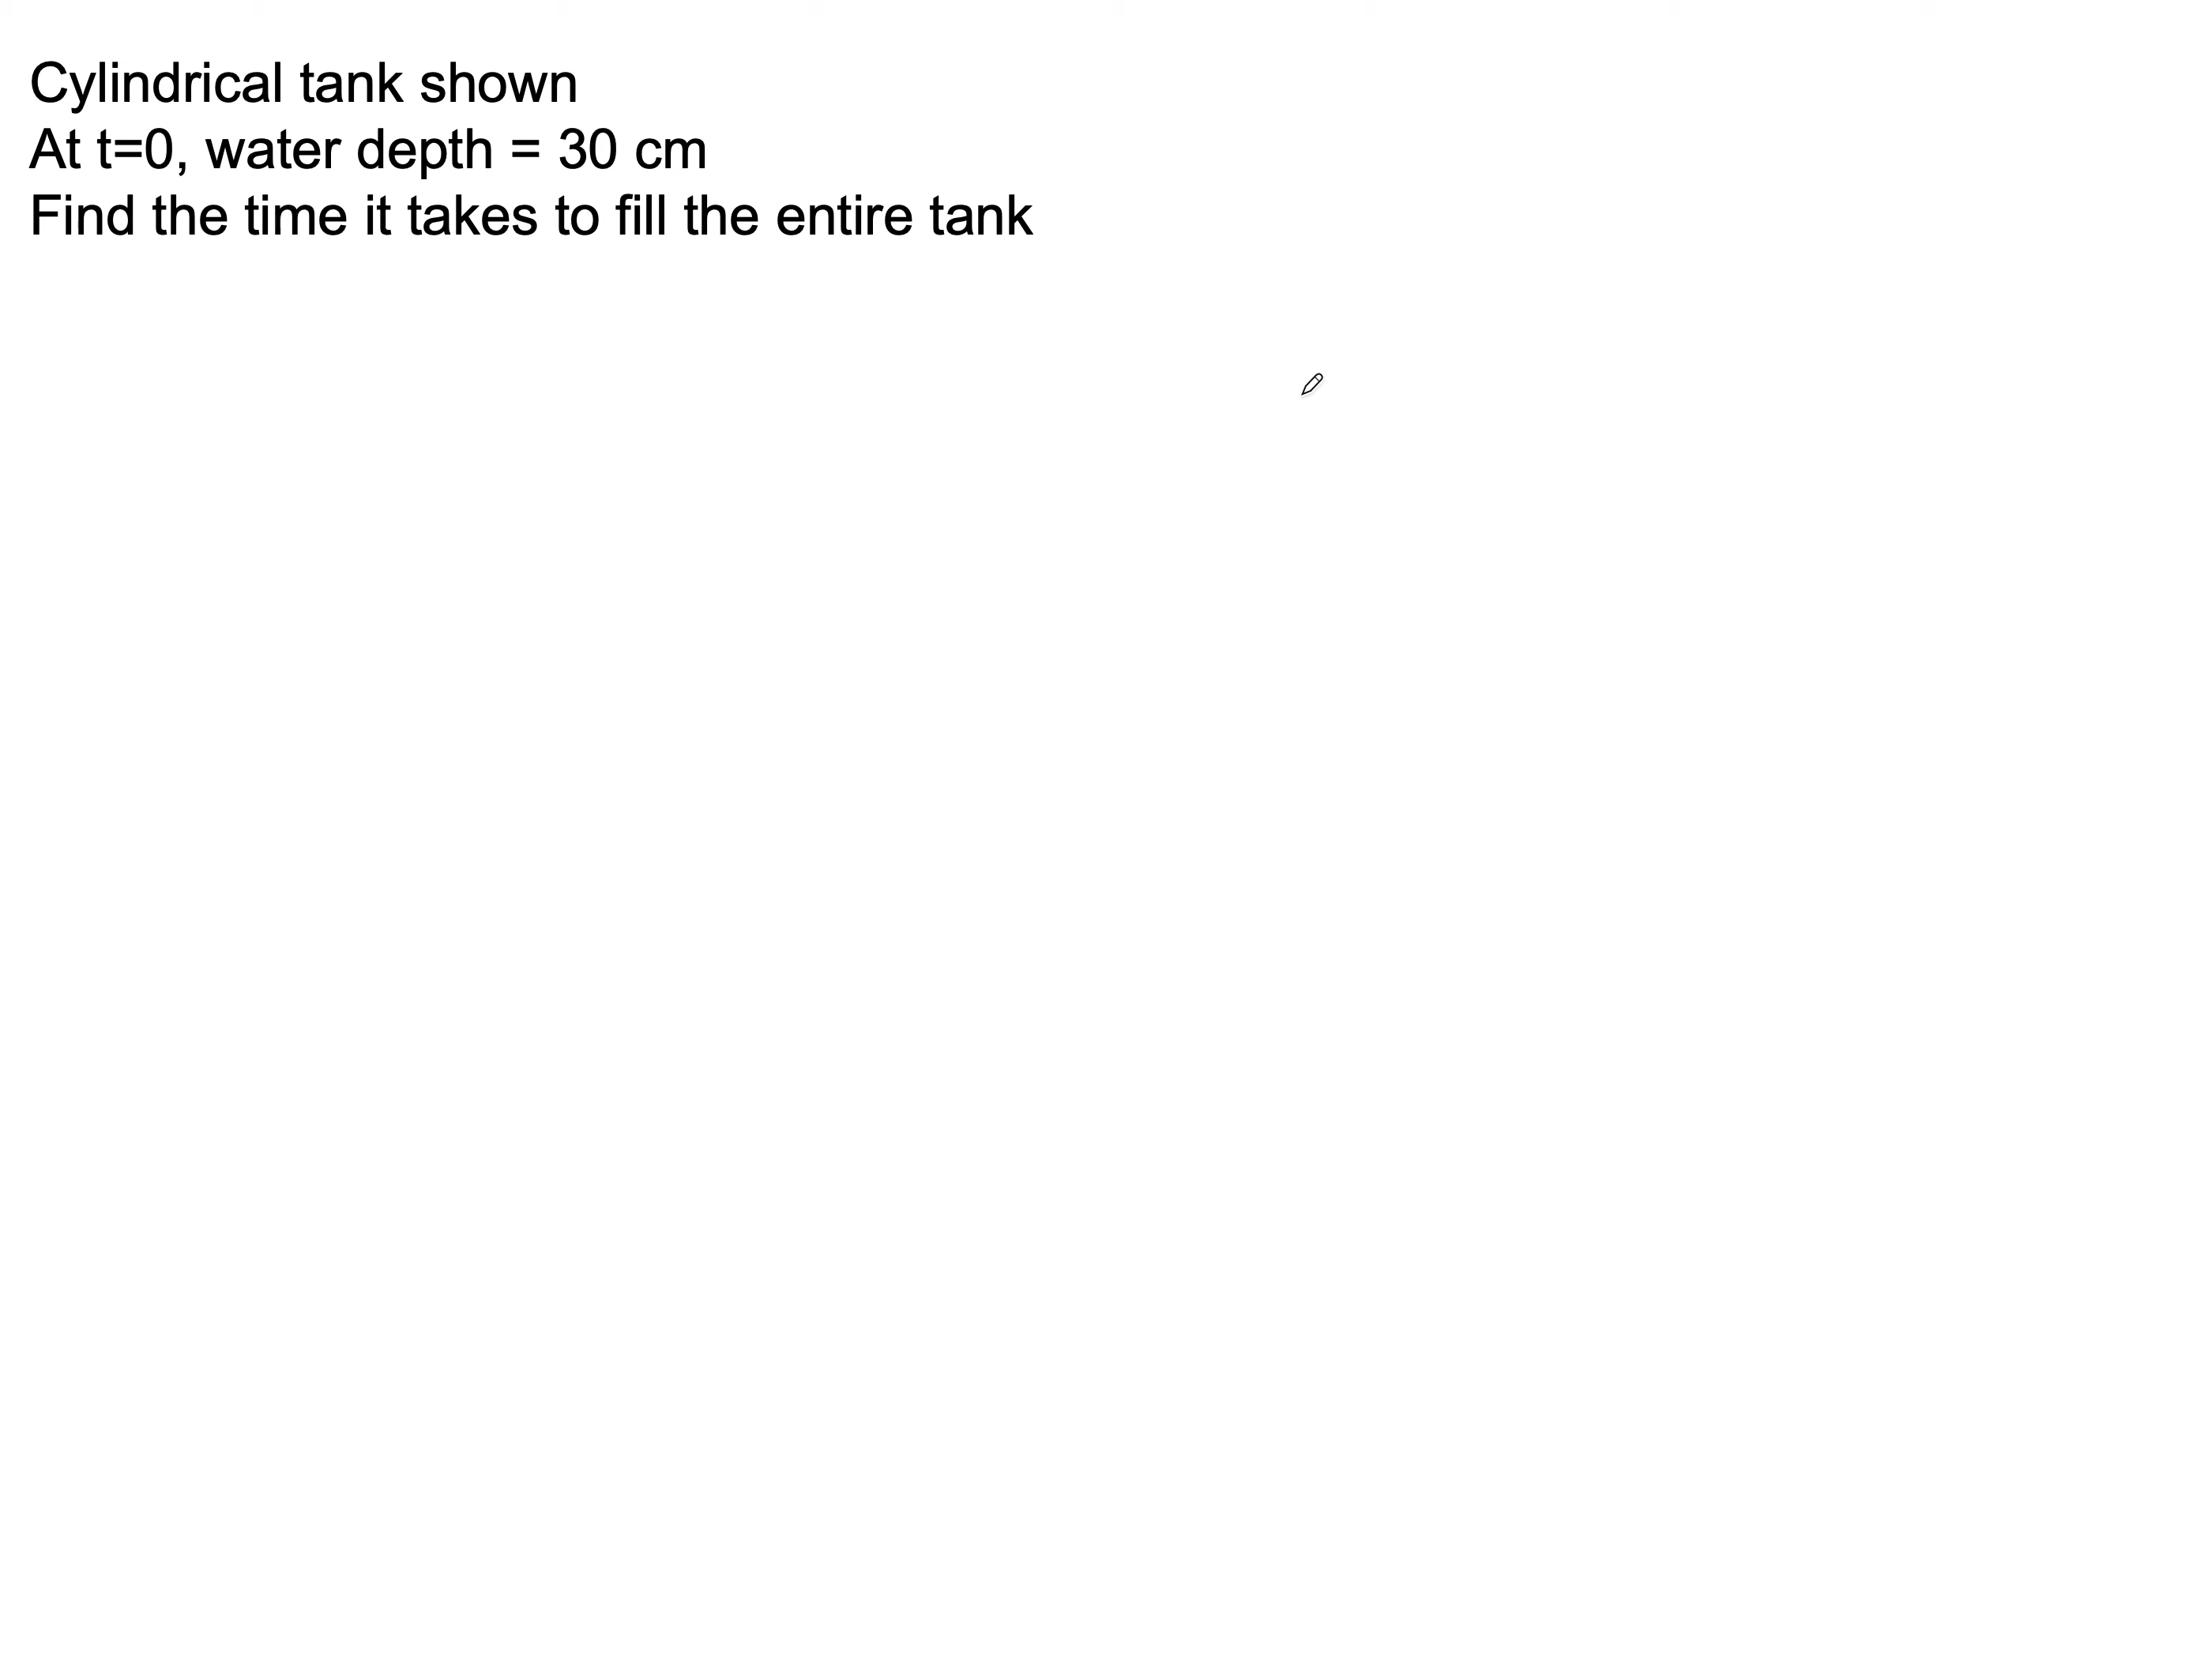 Cylindrical tank shown
At t=0, water depth = 30 cm
Find the time it takes to fill the entire tank